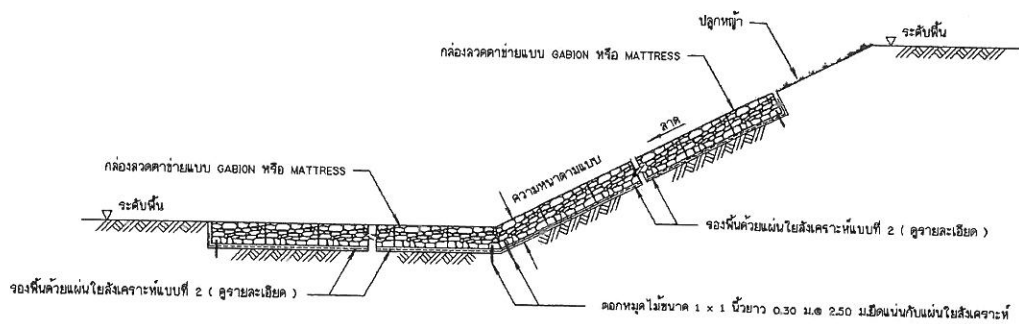 ปลูกหญ้า
ระดับพื้น
กล่องลวดตาข่ายแบบ GABION หรือ MATTRESS
ลาด
กล่องลวดตาข่ายแบบ GABION หรือ MATTRESS
ความหนาตามแบบ
ระดับพื้น
รองพื้นด้วยแผ่นใยสังเคราะห์แบบที่ 2 ( ดูรายละเอียด )
รองพื้นด้วยแผ่นใยสังเคราะห์แบบที่ 2 ( ดูรายละเอียด )
ตอกหมุดไม้ขนาด 1 x 1 นิ้วยาว 0.30 ม.@ 2.50 ม.ยึดแน่นกับแผ่นใยสังเคราะห์